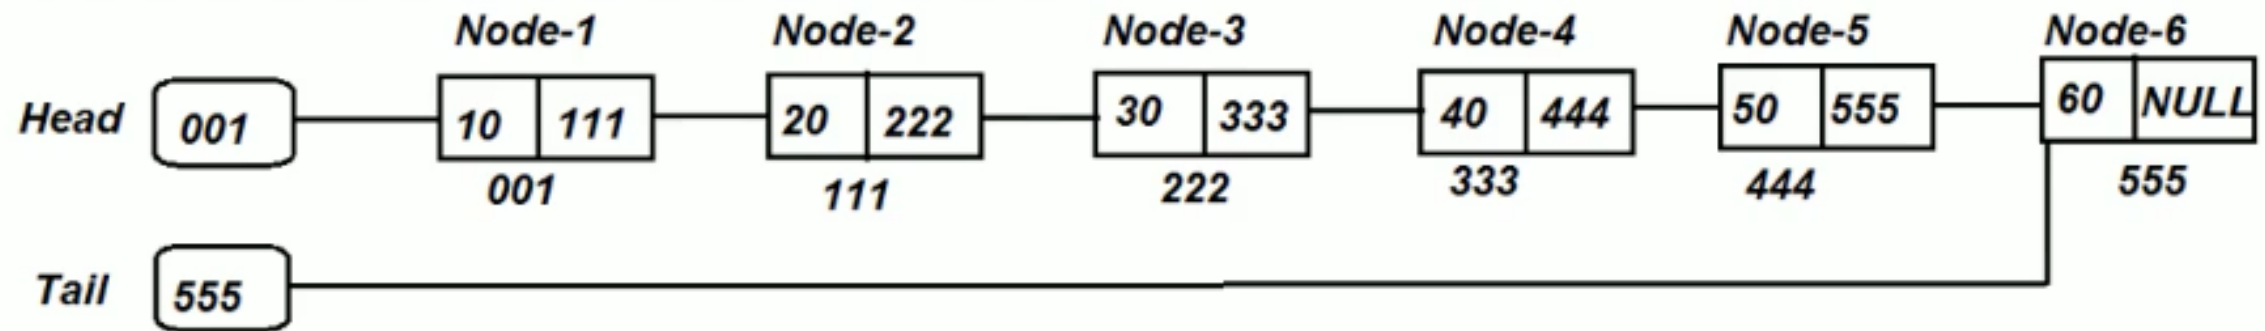 Node-1 Node-2 Node-3 Node-4 Node-5 Node-6
Head 001 10 111 20 222 30 333 40 444 50 555 60 NULL
001 111 222 333 444 555
Tail 555